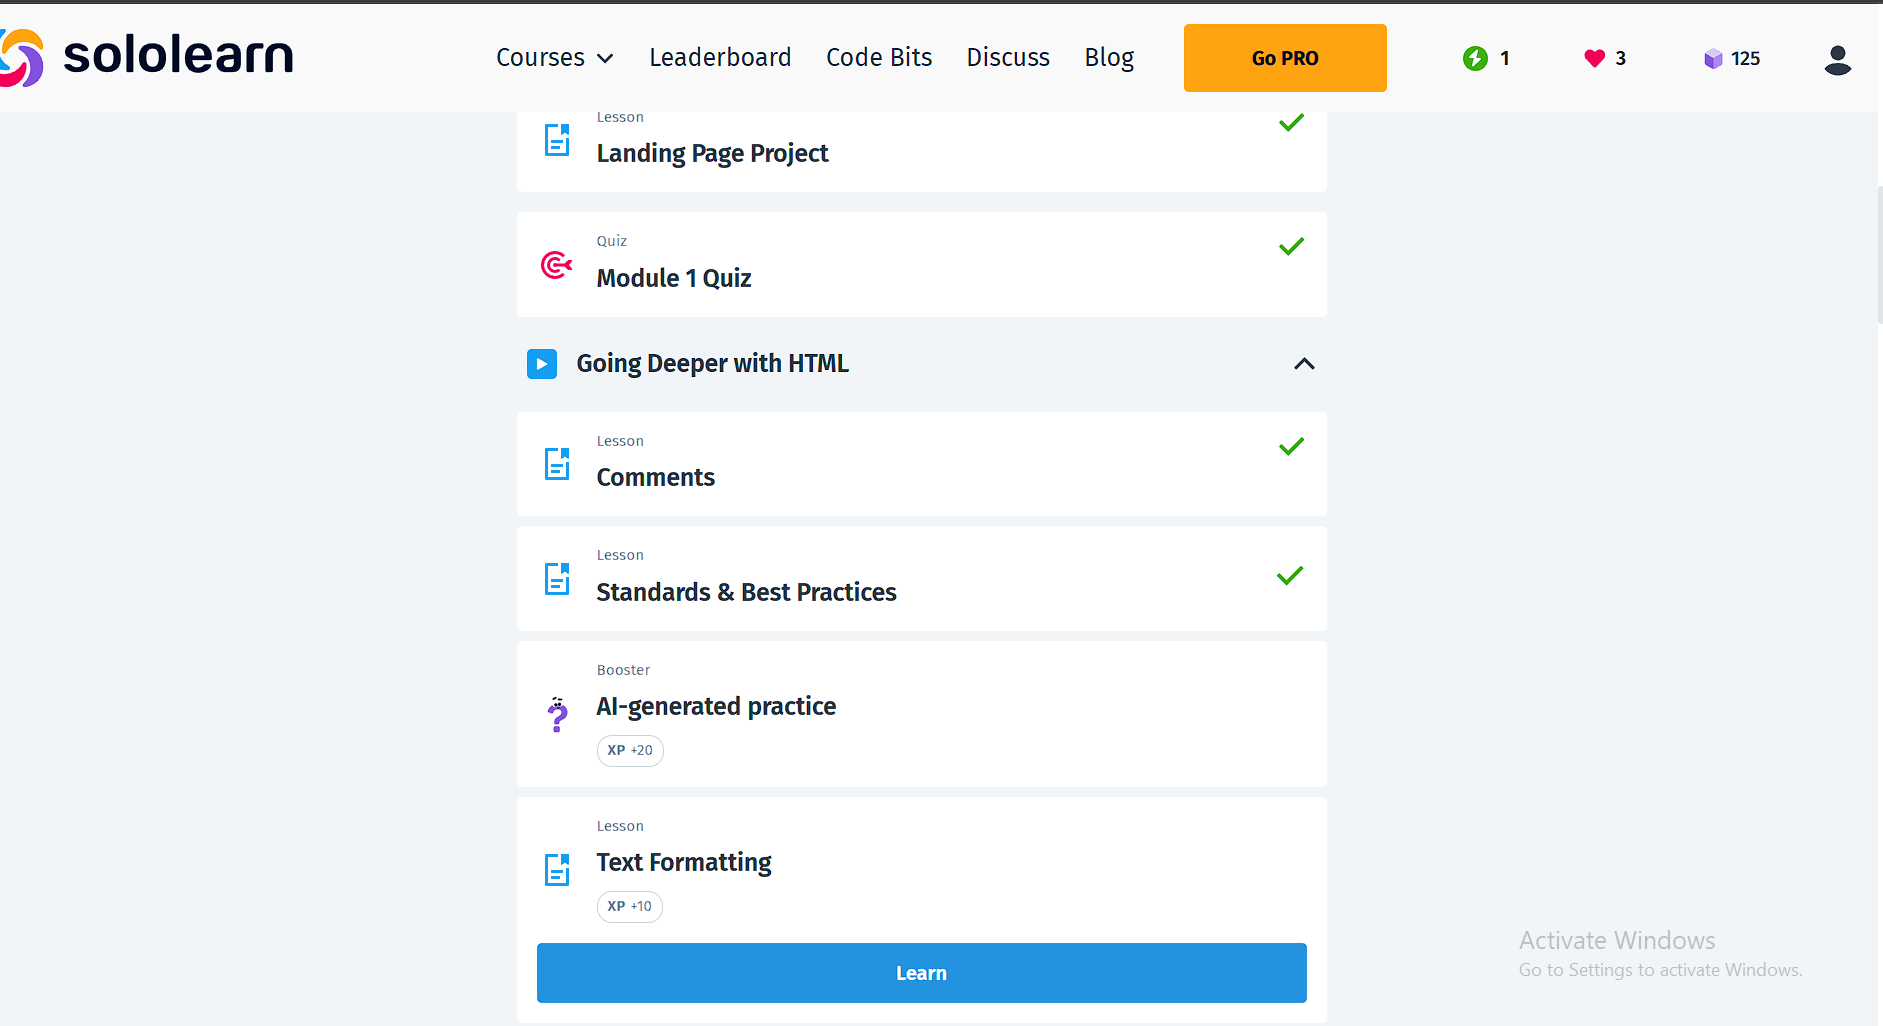 sololearn
Courses Leaderboard Code Bits Discuss Blog Go PRO 1 3 125
Lesson
Landing Page Project
Quiz
Module 1 Quiz
Going Deeper with HTML
Lesson
Comments
Lesson
Standards & Best Practices
Booster
AI-generated practice
XP +20
Lesson
Text Formatting
XP +10
Learn
Activate Windows
Go to Settings to activate Windows.